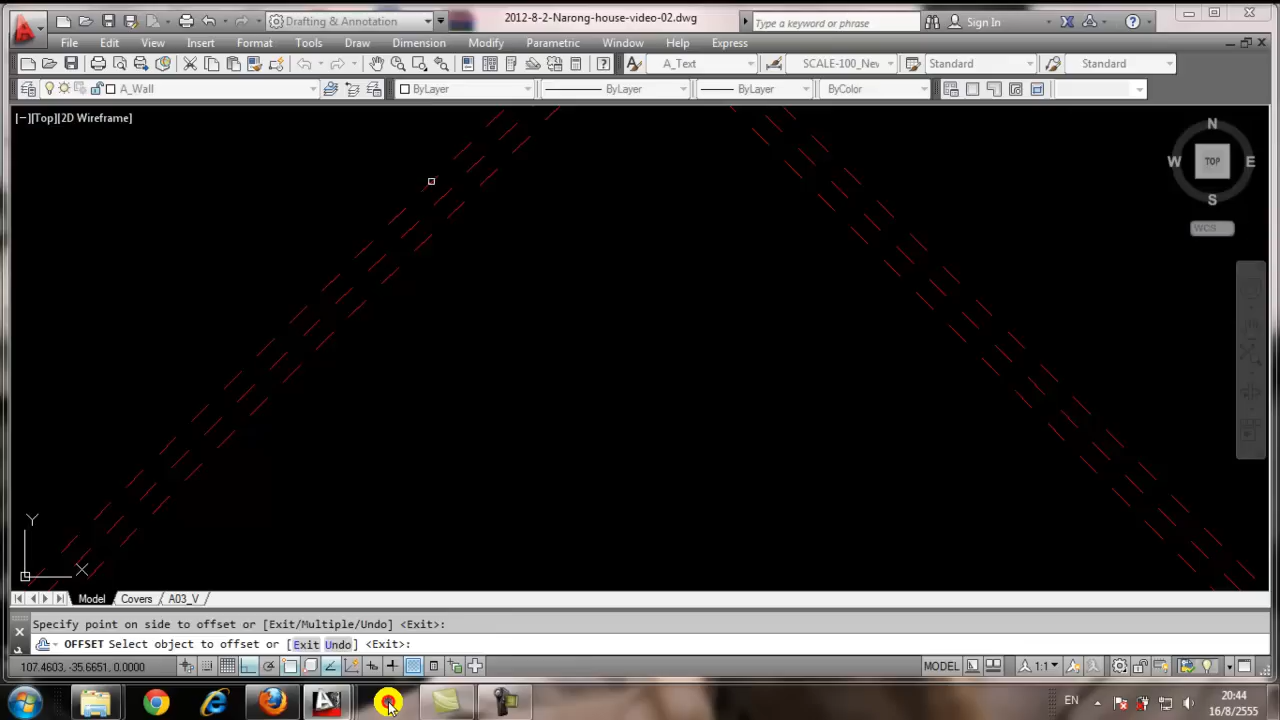 Drafting & Annotation
2012-8-2-Narong-house-video-02.dwg
Type a keyword or phrase
Sign In
File Edit View Insert Format Tools Draw Dimension Modify Parametric Window Help Express
A_Text
SCALE-100_Nev
Standard
Standard
A_Wall
ByLayer
ByLayer
ByLayer
ByColor
[−][Top][2D Wireframe]
N
W
TOP
E
S
WCS
Y
X
Model Covers A03_V
Specify point on side to offset or [Exit/Multiple/Undo] <Exit>:
OFFSET Select object to offset or [Exit Undo] <Exit>:
107.4603, -35.6651, 0.0000
MODEL
1:1
EN
20:44
16/8/2555